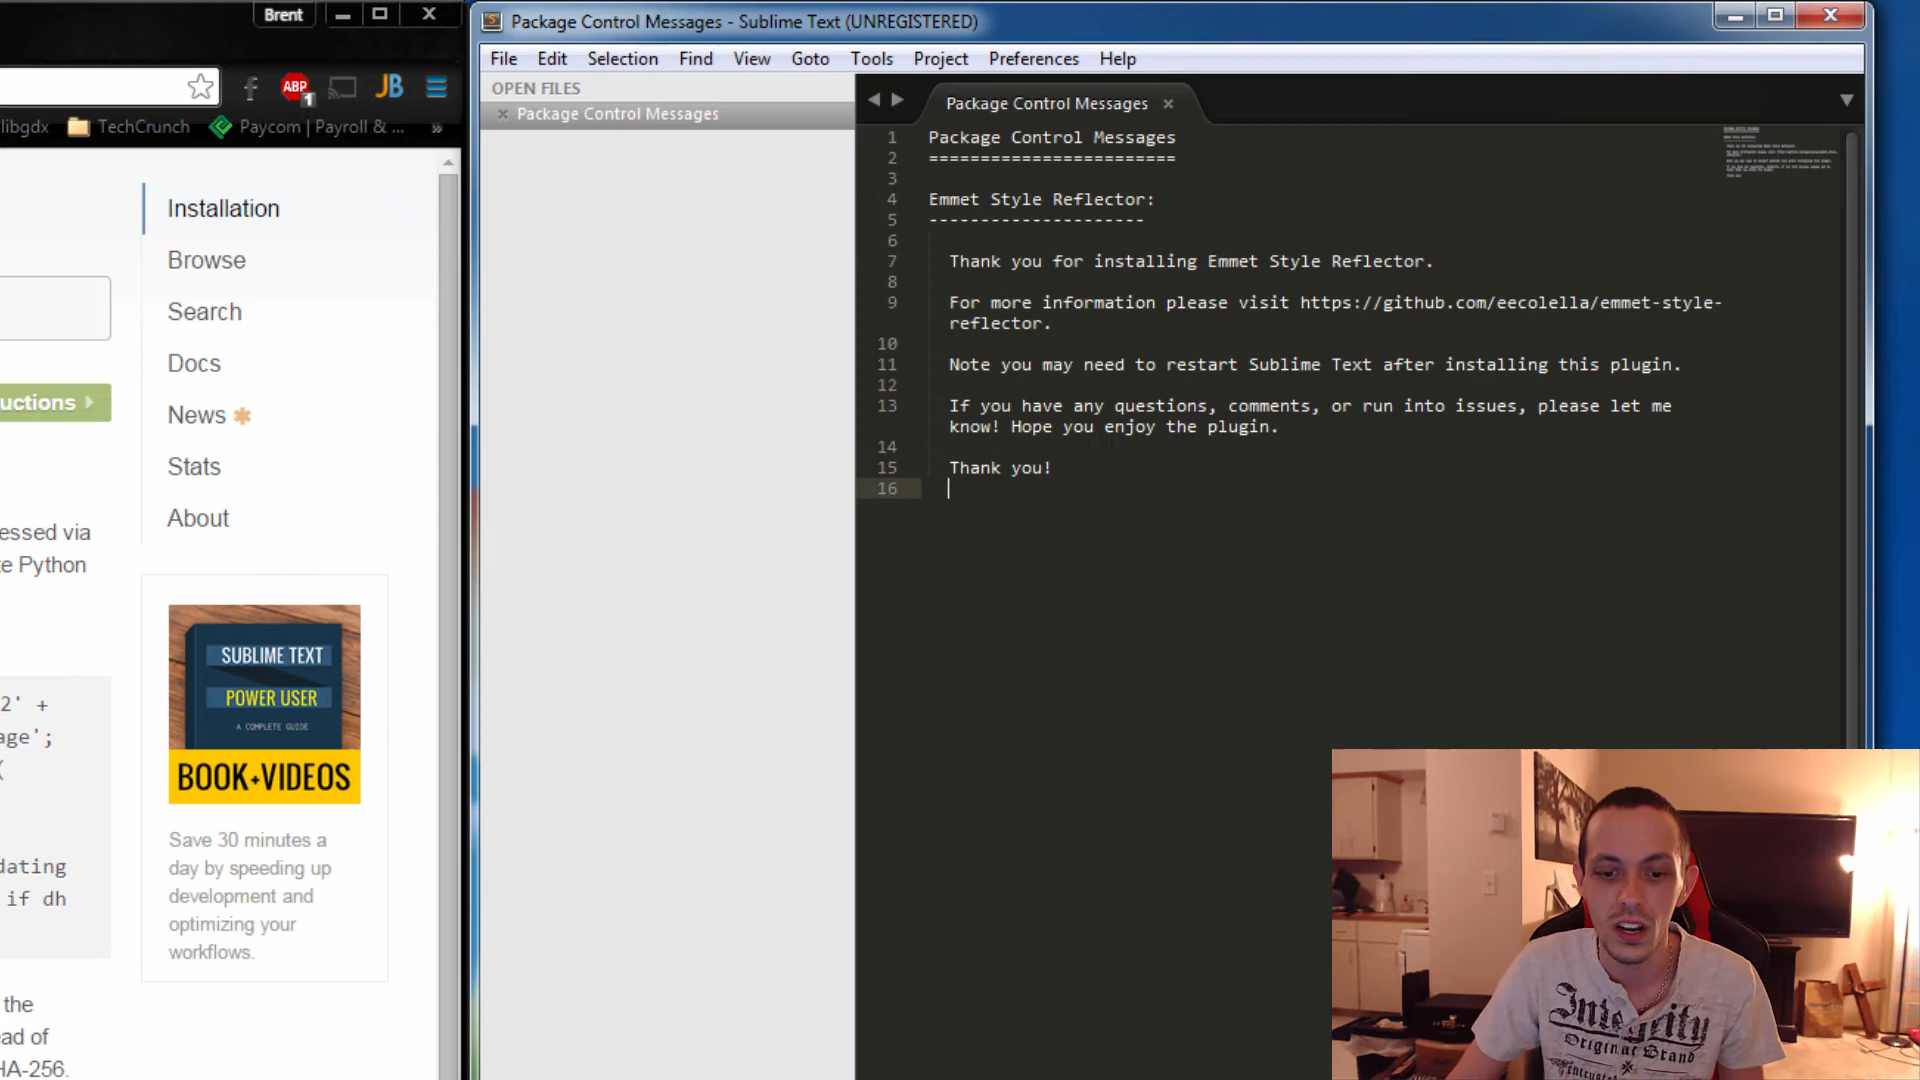 Brent
Package Control Messages - Sublime Text (UNREGISTERED)
File Edit Selection Find View Goto Tools Project Preferences Help
ABP
1
JB
libgdx TechCrunch Paycom | Payroll & ... »
OPEN FILES
Package Control Messages
Package Control Messages
1 Package Control Messages
2 ========================
3
4 Emmet Style Reflector:
5 ---------------------
6
7 Thank you for installing Emmet Style Reflector.
8
9 For more information please visit https://github.com/eecolella/emmet-style-
reflector.
10
11 Note you may need to restart Sublime Text after installing this plugin.
12
13 If you have any questions, comments, or run into issues, please let me
know! Hope you enjoy the plugin.
14
15 Thank you!
16
Installation
Browse
Search
Docs
News
Stats
About
uctions
essed via
e Python
SUBLIME TEXT
POWER USER
A COMPLETE GUIDE
BOOK+VIDEOS
Save 30 minutes a
day by speeding up
development and
optimizing your
workflows.
2' +
age';
(
dating
if dh
the
ead of
HA-256.
Integrity
Original Brand